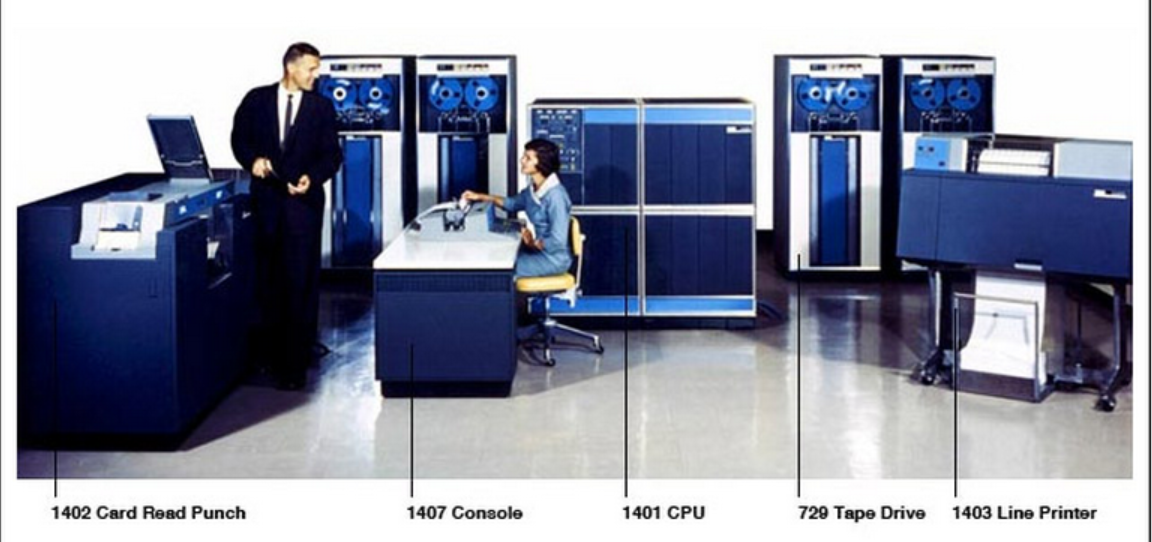 1402 Card Read Punch
1407 Console
1401 CPU
729 Tape Drive
1403 Line Printer